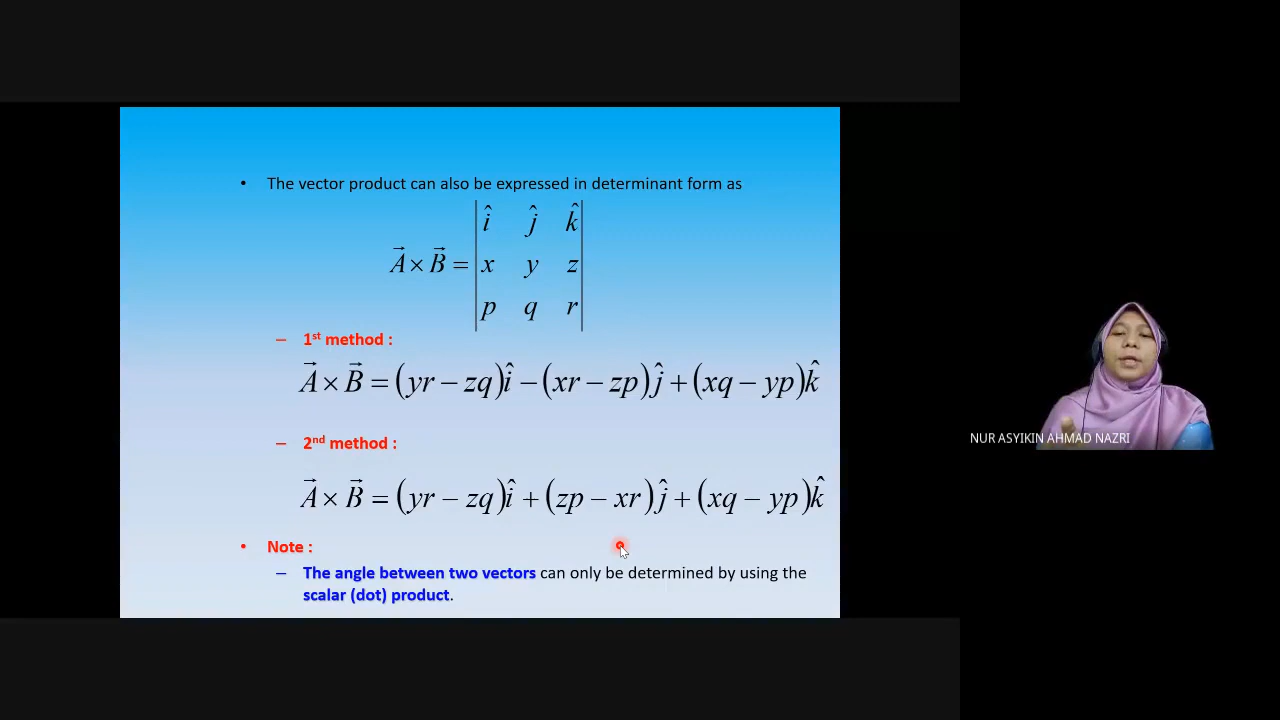 • The vector product can also be expressed in determinant form as
î ĵ k̂
A⃗ × B⃗ = x y z
p q r
– 1st method :
A⃗ × B⃗ = (yr − zq)î − (xr − zp)ĵ + (xq − yp)k̂
– 2nd method :
A⃗ × B⃗ = (yr − zq)î + (zp − xr)ĵ + (xq − yp)k̂
• Note :
– The angle between two vectors can only be determined by using the
scalar (dot) product.
NUR ASYIKIN AHMAD NAZRI